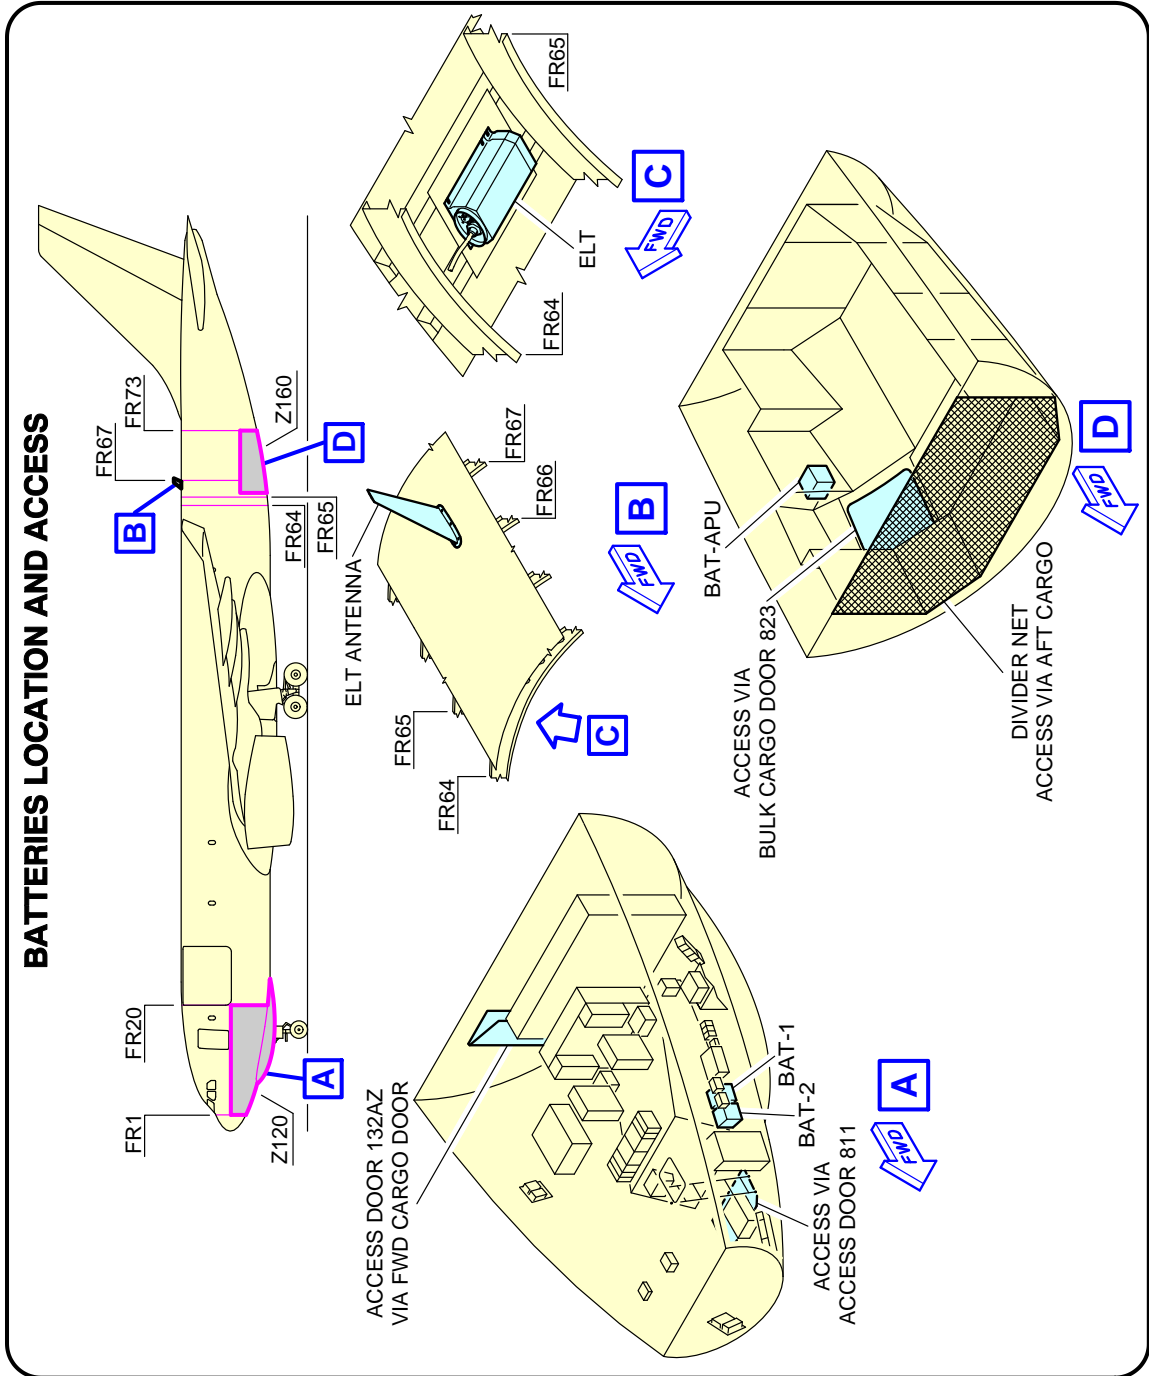 BATTERIES LOCATION AND ACCESS
FR1
FR20
FR67
FR73
Z120
A
B
FR64
FR65
D
Z160
FR64
FR65
ELT ANTENNA
FR66
FR67
C
FWD
B
FR64
ELT
FR65
FWD
C
ACCESS DOOR 132AZ
VIA FWD CARGO DOOR
ACCESS VIA
ACCESS DOOR 811
BAT-2
BAT-1
FWD
A
ACCESS VIA
BULK CARGO DOOR 823
BAT-APU
DIVIDER NET
ACCESS VIA AFT CARGO
FWD
D